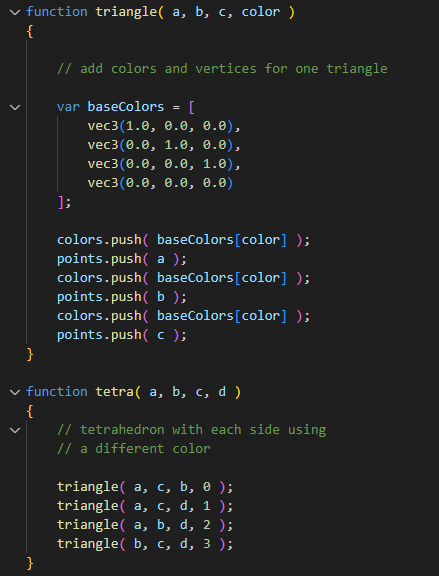 function triangle( a, b, c, color )
{
// add colors and vertices for one triangle
var baseColors = [
vec3(1.0, 0.0, 0.0),
vec3(0.0, 1.0, 0.0),
vec3(0.0, 0.0, 1.0),
vec3(0.0, 0.0, 0.0)
];
colors.push( baseColors[color] );
points.push( a );
colors.push( baseColors[color] );
points.push( b );
colors.push( baseColors[color] );
points.push( c );
}
function tetra( a, b, c, d )
{
// tetrahedron with each side using
// a different color
triangle( a, c, b, 0 );
triangle( a, c, d, 1 );
triangle( a, b, d, 2 );
triangle( b, c, d, 3 );
}